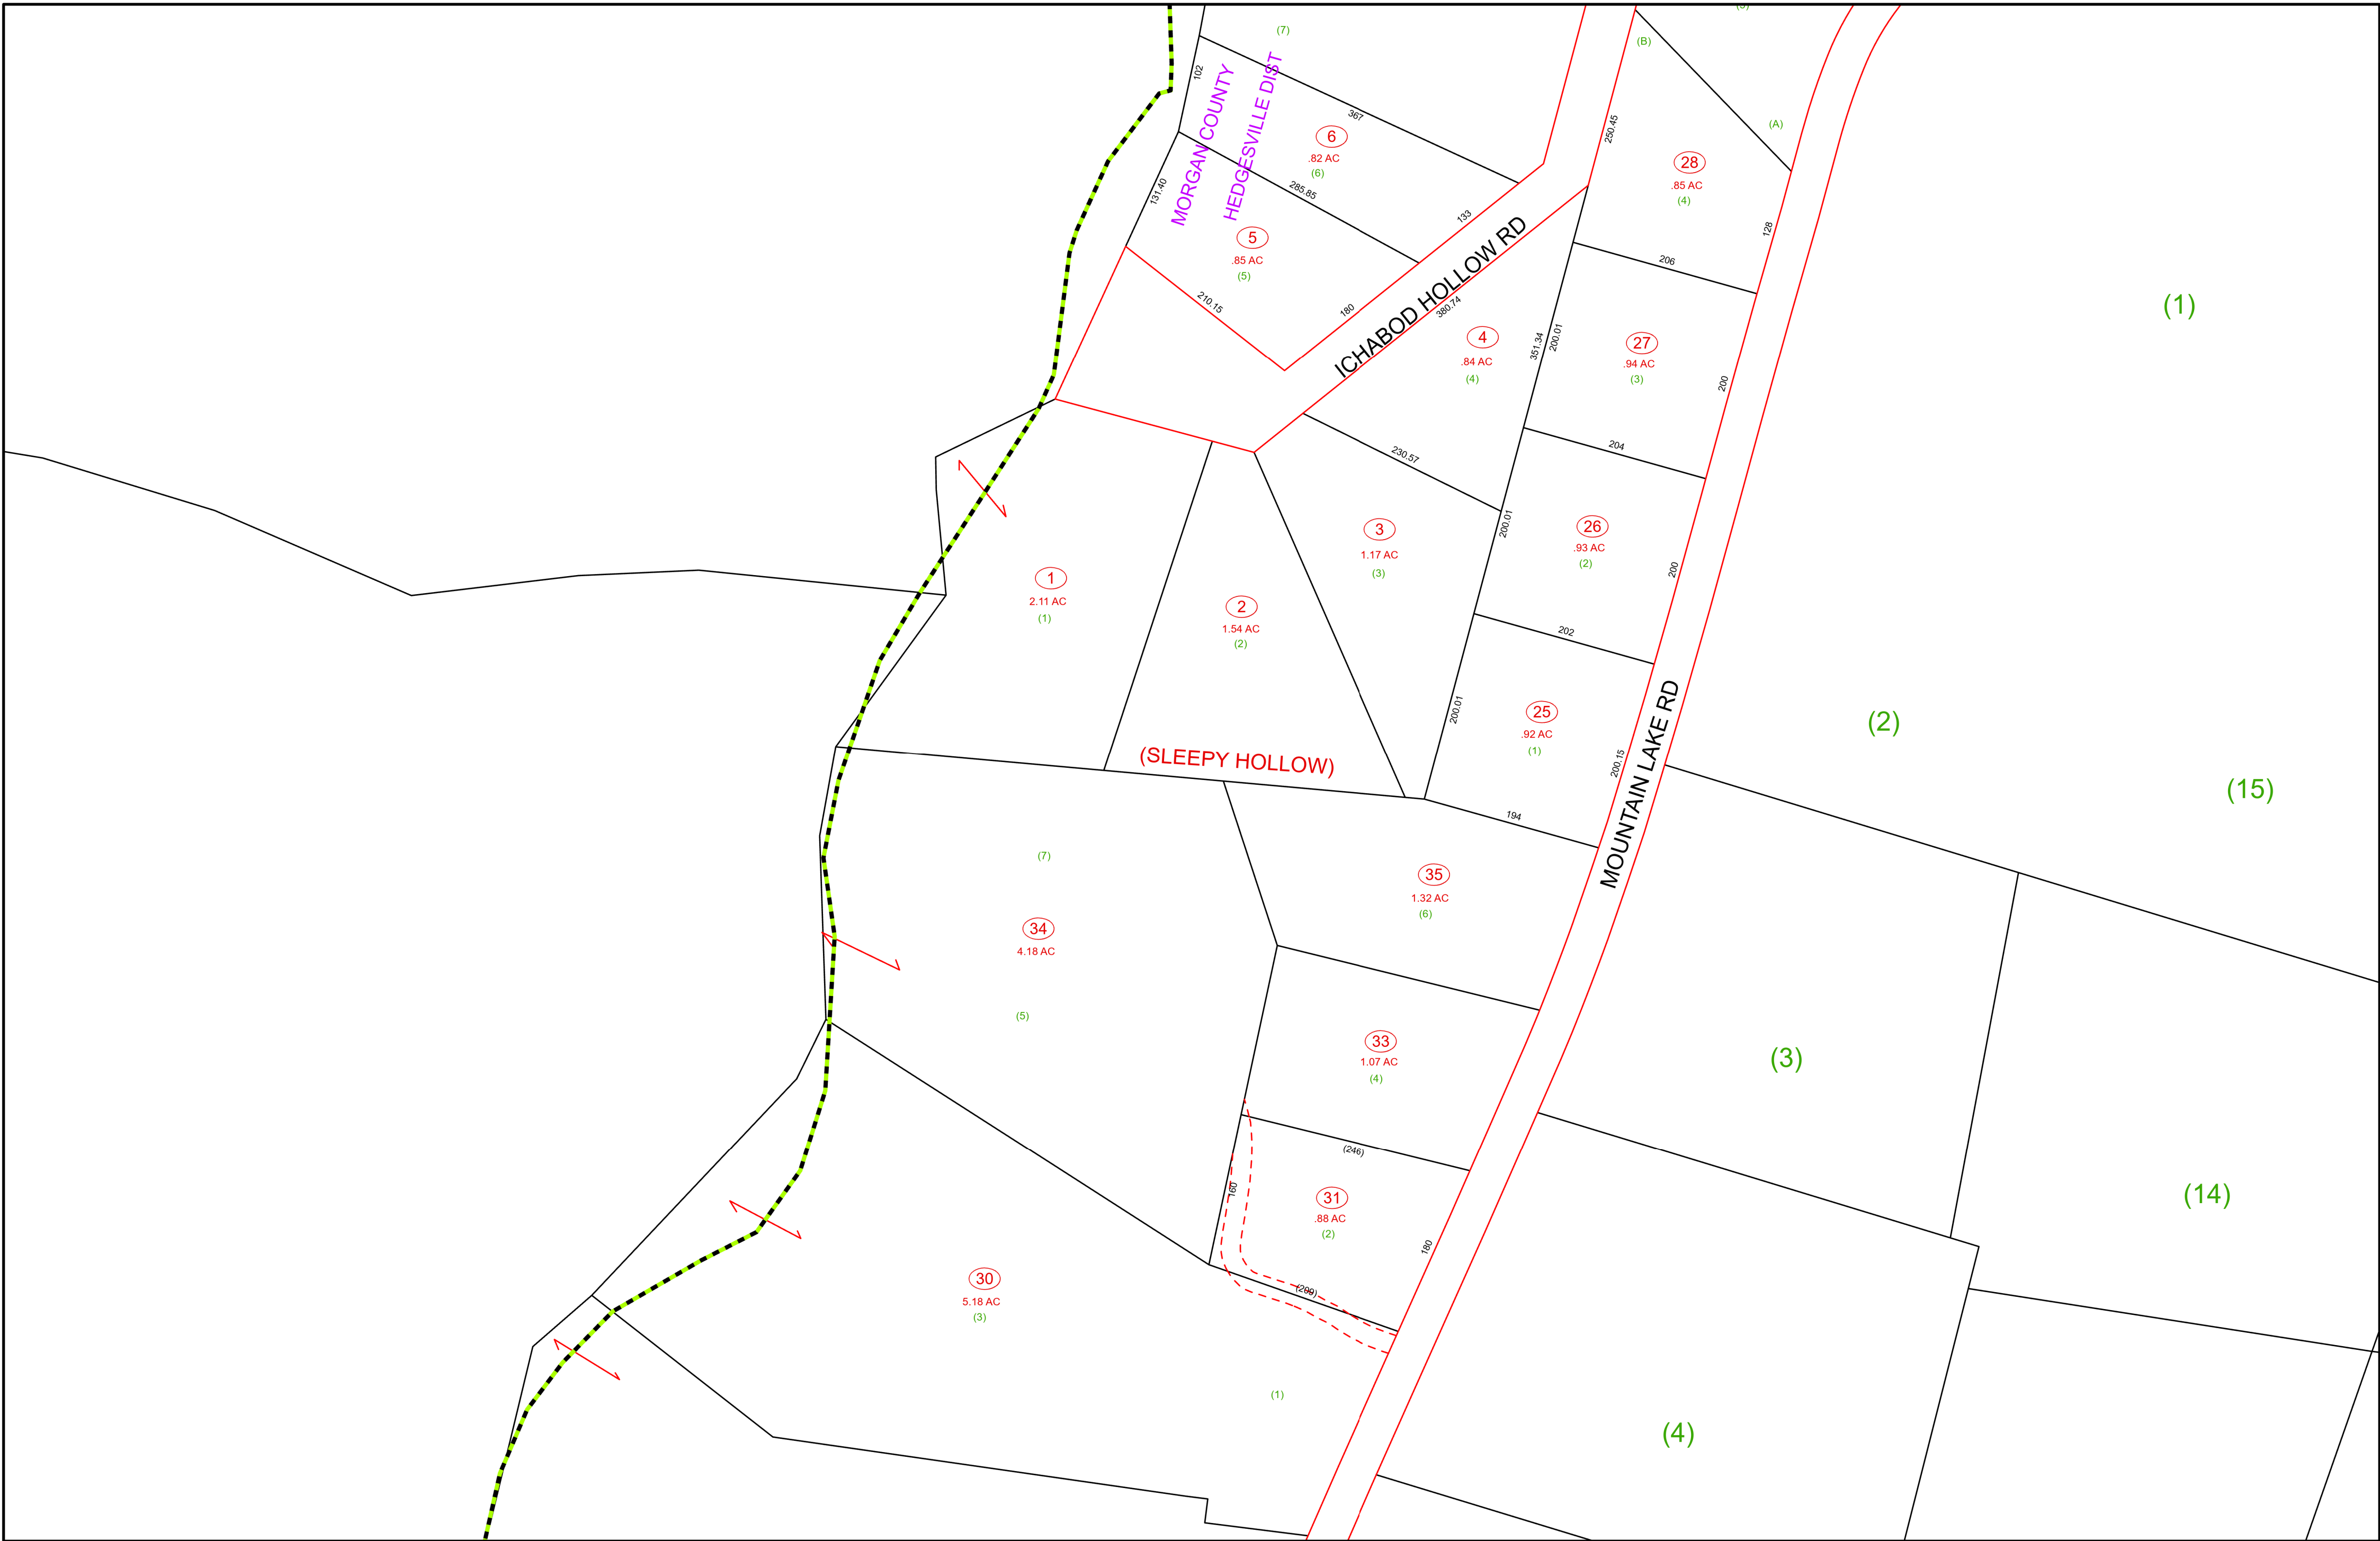 (7)
(B)
102
MORGAN COUNTY
HEDGESVILLE DIST
367
6
.82 AC
(6)
250.45
(A)
28
.85 AC
(4)
131.40
285.85
133
128
5
.85 AC
(5)
206
210.15
180
ICHABOD HOLLOW RD
380.74
(1)
4
.84 AC
(4)
351.34
200.01
27
.94 AC
(3)
200
230.57
204
3
1.17 AC
(3)
200.01
26
.93 AC
(2)
200
1
2.11 AC
(1)
2
1.54 AC
(2)
202
200.01
25
.92 AC
(1)
200.15
MOUNTAIN LAKE RD
(2)
(SLEEPY HOLLOW)
(15)
194
(7)
35
1.32 AC
(6)
34
4.18 AC
(5)
33
1.07 AC
(4)
(3)
(246)
160
31
.88 AC
(2)
180
(14)
30
5.18 AC
(3)
(1)
(4)